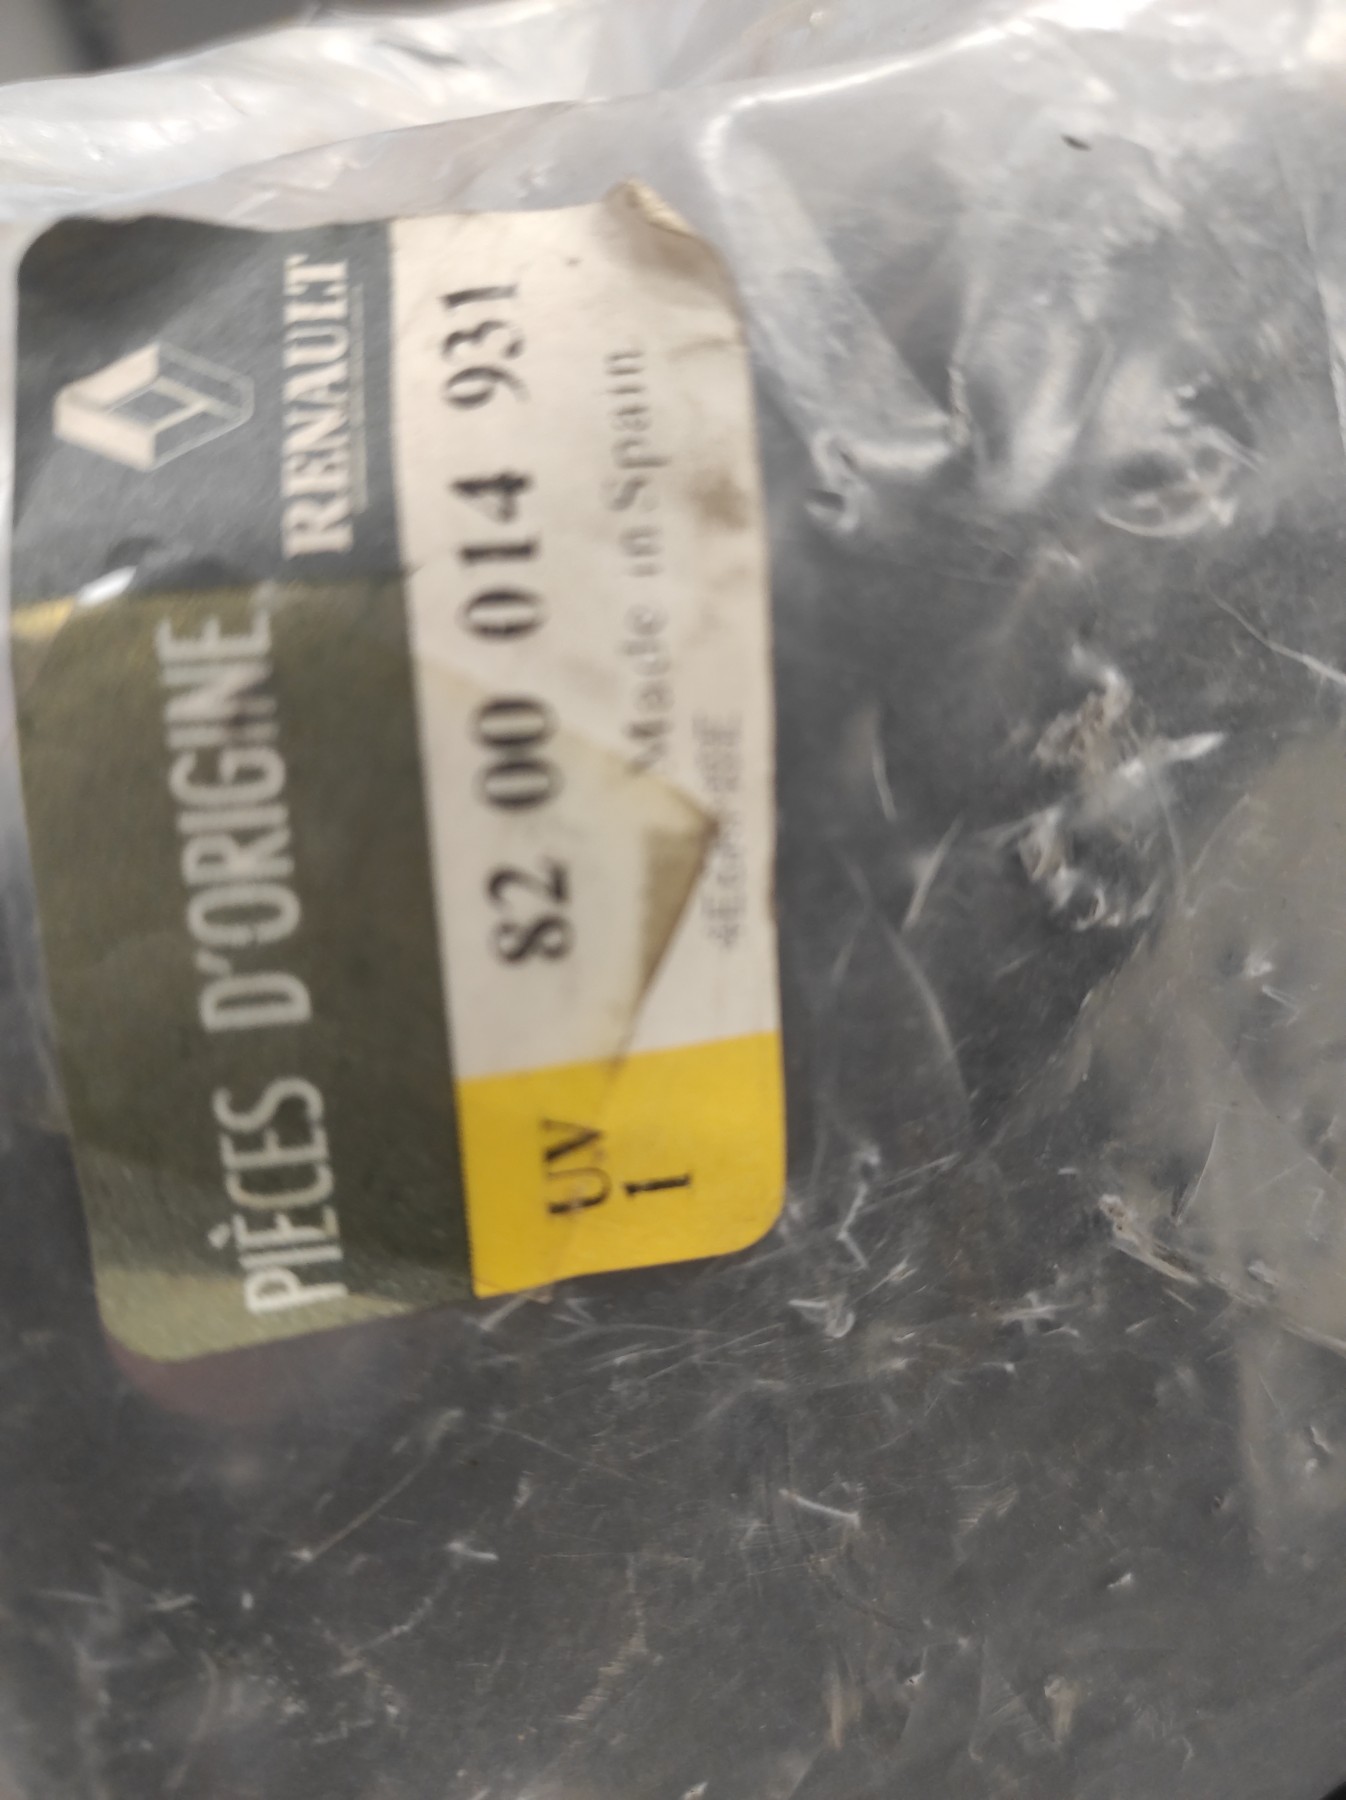 PIÈCES D'ORIGINE
RENAULT
82 00 014 931
Made in Spain
UV
1